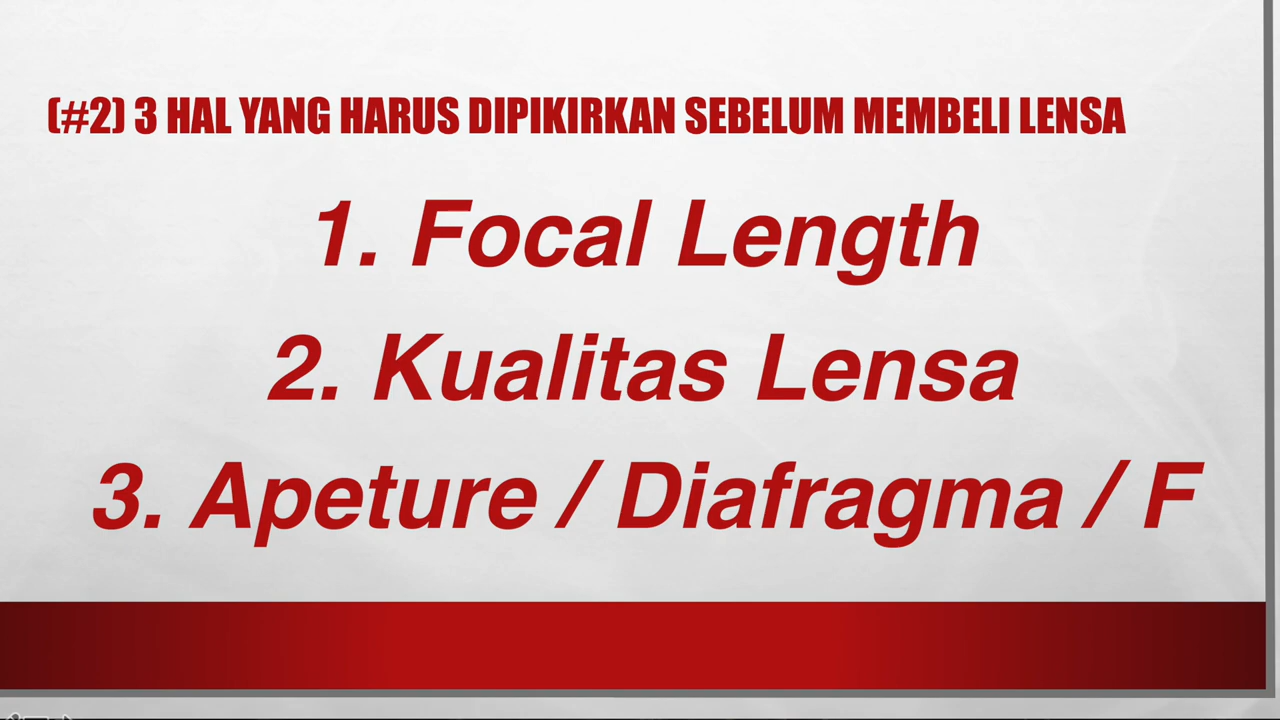 (#2) 3 HAL YANG HARUS DIPIKIRKAN SEBELUM MEMBELI LENSA
1. Focal Length
2. Kualitas Lensa
3. Apeture / Diafragma / F